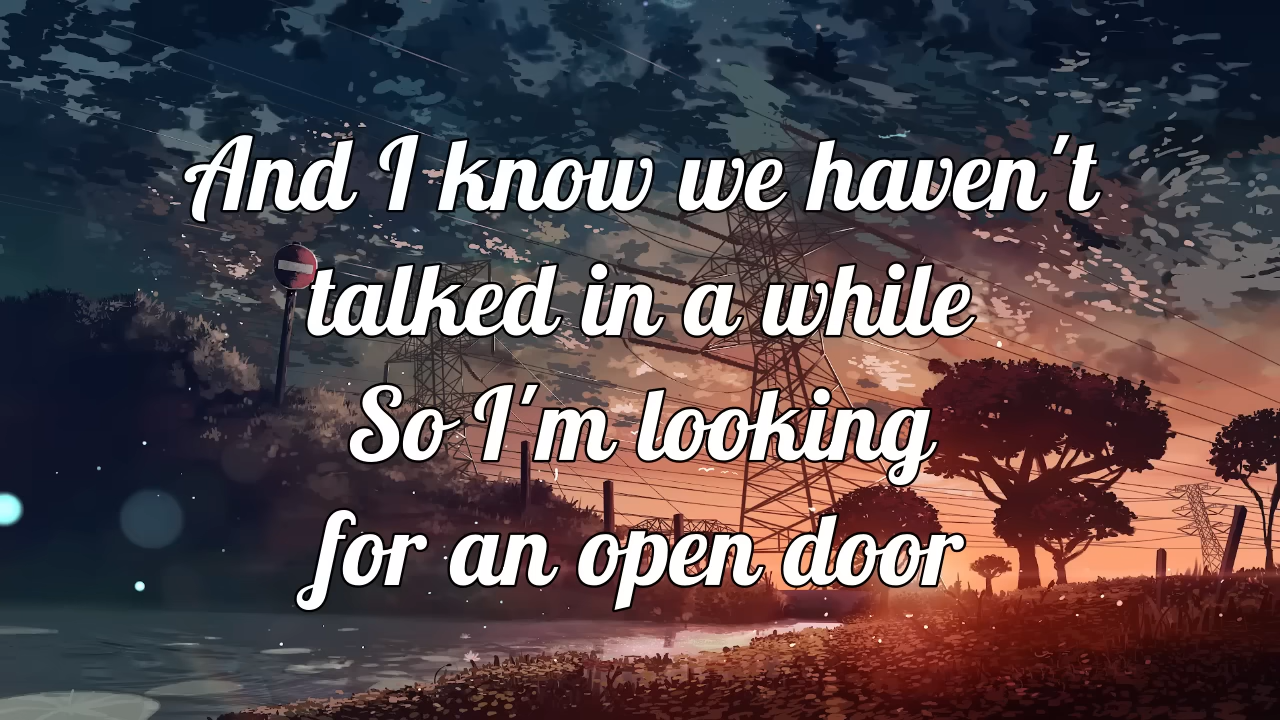 And I know we haven't
talked in a while
So I'm looking
for an open door